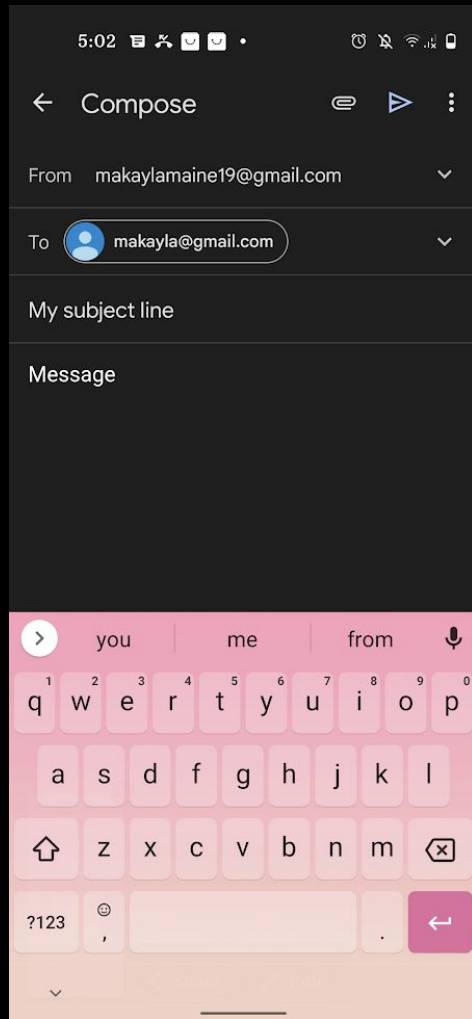 5:02
Compose
From makaylamaine19@gmail.com
To makayla@gmail.com
My subject line
Message
you me from
1 2 3 4 5 6 7 8 9 0
q w e r t y u i o p
a s d f g h j k l
z x c v b n m
?123 , .